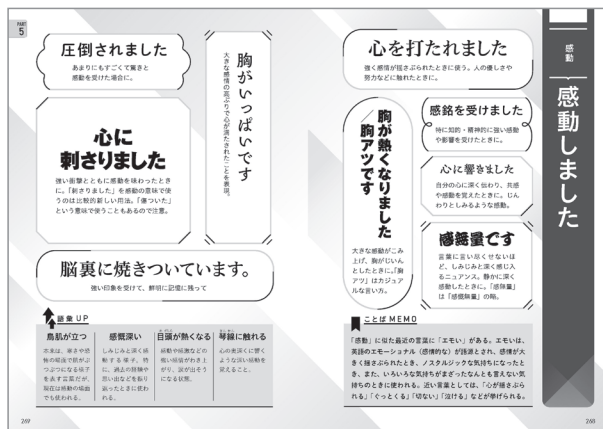 感動
感動しました
心を打たれました
強く感情が揺さぶられたときに使う。人の優しさや
努力などに触れたときに。
感銘を受けました
特に知的・精神的に強い感動
や影響を受けたときに。
心に響きました
自分の心に深く伝わり、共感
や感動を覚えたときに。じん
わりとしみるような感動。
感無量です
言葉に言い尽くせないほ
ど、しみじみと深く感じ入
るニュアンス。静かに深く
感動したときに。「感無量」
は「感慨無量」の略。
胸が熱くなりました
/胸アツです
大きな感動がこみ
上げ、胸がじいん
としたときに。「胸
アツ」はカジュア
ルな言い方。
ことばMEMO
「感動」に似た最近の言葉に「エモい」がある。エモいは、
英語のエモーショナル(感情的な)が語源とされ、感情が大
きく揺さぶられたとき、ノスタルジックな気持ちになったと
き、また、いろいろな気持ちがまざったなんとも言えない気
持ちのときに使われる。近い言葉としては、「心が揺さぶら
れる」「ぐっとくる」「切ない」「泣ける」などが挙げられる。
268
PART
5
胸がいっぱいです
大きな感情の高ぶりで心が満たされたことを表現。
圧倒されました
あまりにもすごくて驚きと
感動を受けた場合に。
心に
刺さりました
強い衝撃とともに感動を味わったとき
に。「刺さりました」を感動の意味で使
うのは比較的新しい用法。「傷ついた」
という意味で使うこともあるので注意。
脳裏に焼きついています。
強い印象を受けて、鮮明に記憶に残って
語彙UP
鳥肌が立つ
本来は、寒さや恐
怖の場面で肌がぶ
つぶつになる様子
を表す言葉だが、
現在は感動の場面
でも使われる。
感慨深い
しみじみと深く感
動する様子。特
に、過去の経験や
思い出などを振り
返ったときに使わ
れる。
目頭が熱くなる
感動や刺激などの
強い感情がわき上
がり、涙が出そう
になる状態。
琴線に触れる
心の奥深くに響く
ような深い感動を
覚えること。
269